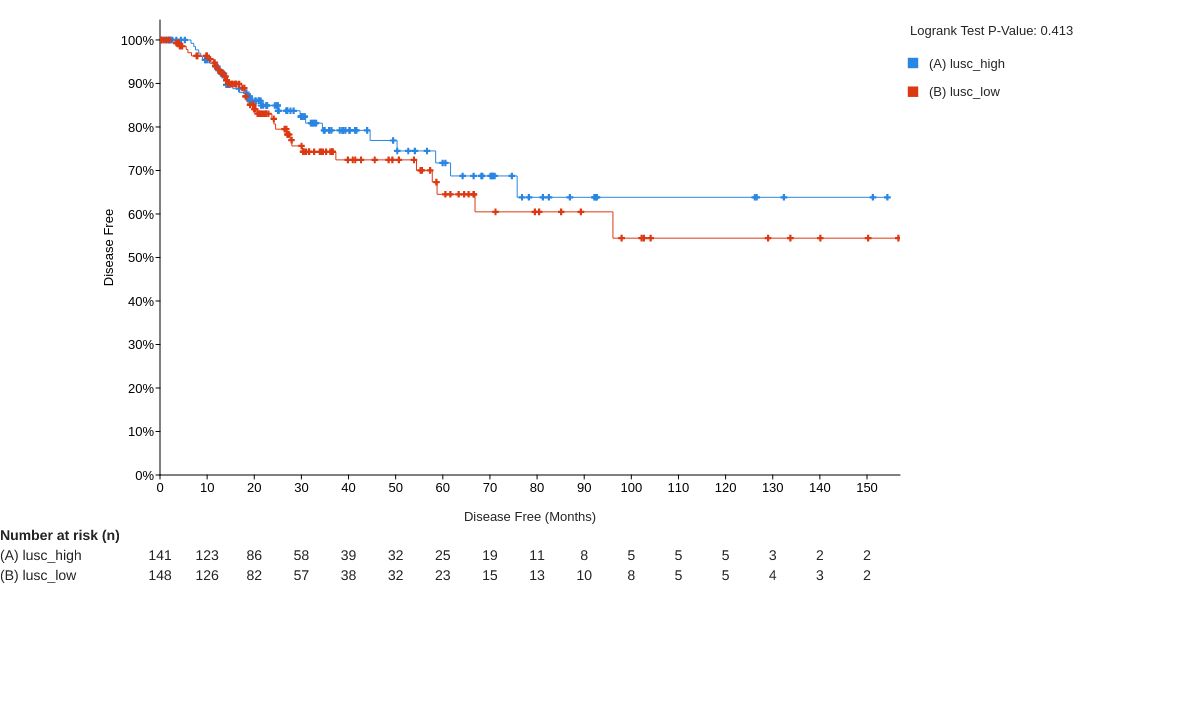 Logrank Test P-Value: 0.413
(A) lusc_high
(B) lusc_low
100%
90%
80%
70%
60%
50%
40%
30%
20%
10%
0%
Disease Free
0 10 20 30 40 50 60 70 80 90 100 110 120 130 140 150
Disease Free (Months)
Number at risk (n)
(A) lusc_high 141 123 86 58 39 32 25 19 11 8 5 5 5 3 2 2
(B) lusc_low 148 126 82 57 38 32 23 15 13 10 8 5 5 4 3 2